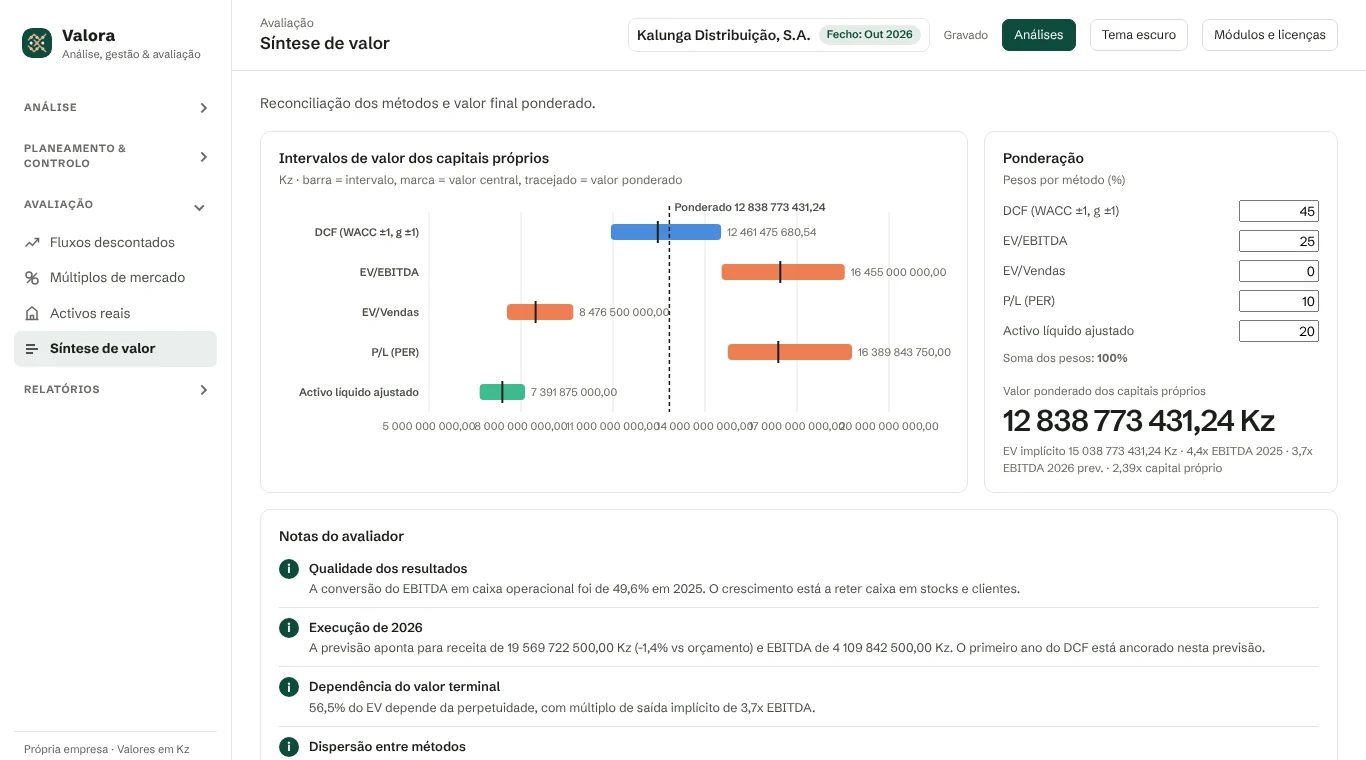 Valora
Análise, gestão & avaliação
ANÁLISE
PLANEAMENTO &
CONTROLO
AVALIAÇÃO
Fluxos descontados
Múltiplos de mercado
Activos reais
Síntese de valor
RELATÓRIOS
Própria empresa · Valores em Kz
Avaliação
Síntese de valor
Kalunga Distribuição, S.A.
Fecho: Out 2026
Gravado
Análises
Tema escuro
Módulos e licenças
Reconciliação dos métodos e valor final ponderado.
Intervalos de valor dos capitais próprios
Kz · barra = intervalo, marca = valor central, tracejado = valor ponderado
Ponderado 12 838 773 431,24
DCF (WACC ±1, g ±1)
12 461 475 680,54
EV/EBITDA
16 455 000 000,00
EV/Vendas
8 476 500 000,00
P/L (PER)
16 389 843 750,00
Activo líquido ajustado
7 391 875 000,00
5 000 000 000,00
8 000 000 000,00
11 000 000 000,00
14 000 000 000,00
17 000 000 000,00
20 000 000 000,00
Ponderação
Pesos por método (%)
DCF (WACC ±1, g ±1) 45
EV/EBITDA 25
EV/Vendas 0
P/L (PER) 10
Activo líquido ajustado 20
Soma dos pesos: 100%
Valor ponderado dos capitais próprios
12 838 773 431,24 Kz
EV implícito 15 038 773 431,24 Kz · 4,4x EBITDA 2025 · 3,7x
EBITDA 2026 prev. · 2,39x capital próprio
Notas do avaliador
Qualidade dos resultados
A conversão do EBITDA em caixa operacional foi de 49,6% em 2025. O crescimento está a reter caixa em stocks e clientes.
Execução de 2026
A previsão aponta para receita de 19 569 722 500,00 Kz (-1,4% vs orçamento) e EBITDA de 4 109 842 500,00 Kz. O primeiro ano do DCF está ancorado nesta previsão.
Dependência do valor terminal
56,5% do EV depende da perpetuidade, com múltiplo de saída implícito de 3,7x EBITDA.
Dispersão entre métodos